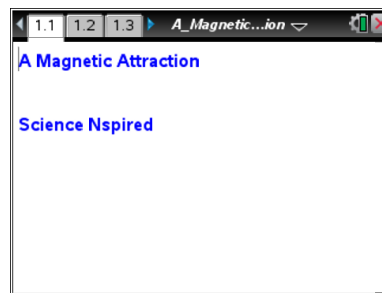 1.1 1.2 1.3 A_Magnetic...ion
A Magnetic Attraction
Science Nspired